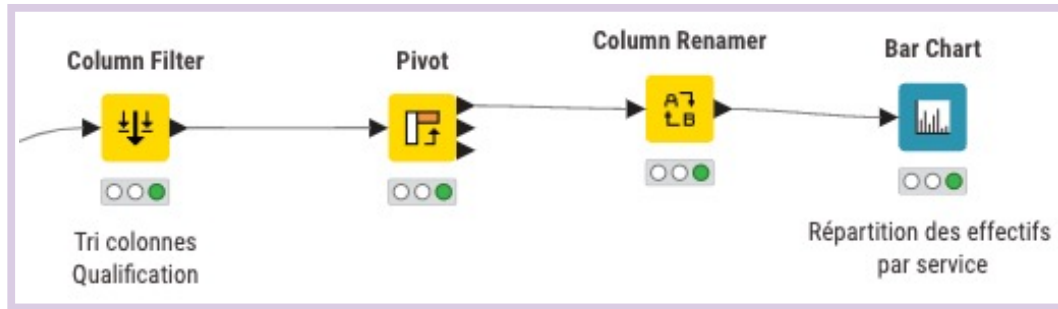 Column Filter
Pivot
Column Renamer
Bar Chart
A
B
Tri colonnes
Qualification
Répartition des effectifs
par service